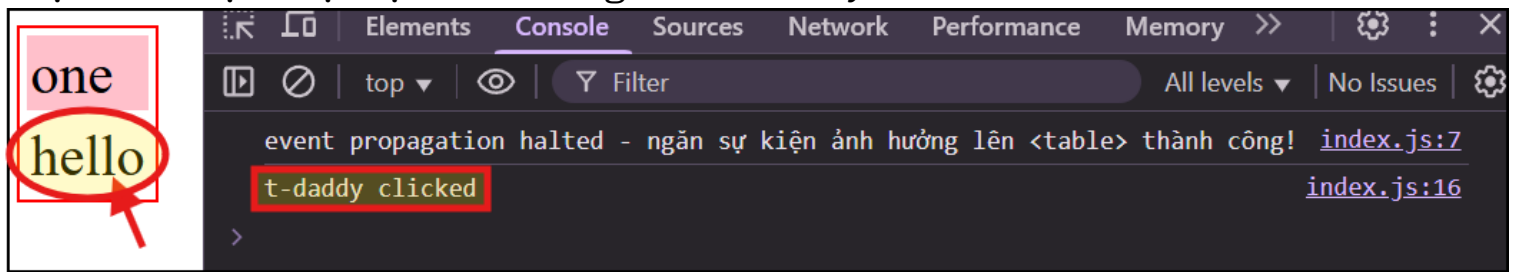 one
hello
Elements Console Sources Network Performance Memory
top Filter All levels No Issues
event propagation halted - ngăn sự kiện ảnh hưởng lên <table> thành công! index.js:7
t-daddy clicked index.js:16